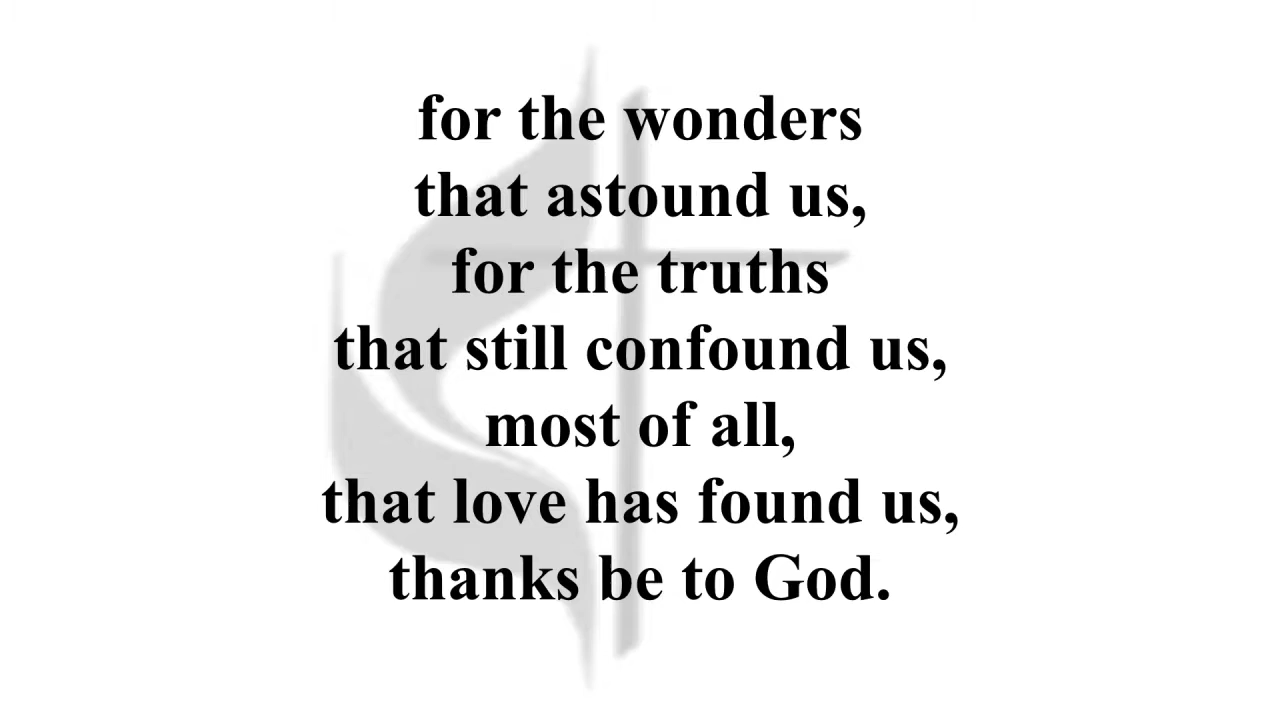 for the wonders
that astound us,
for the truths
that still confound us,
most of all,
that love has found us,
thanks be to God.